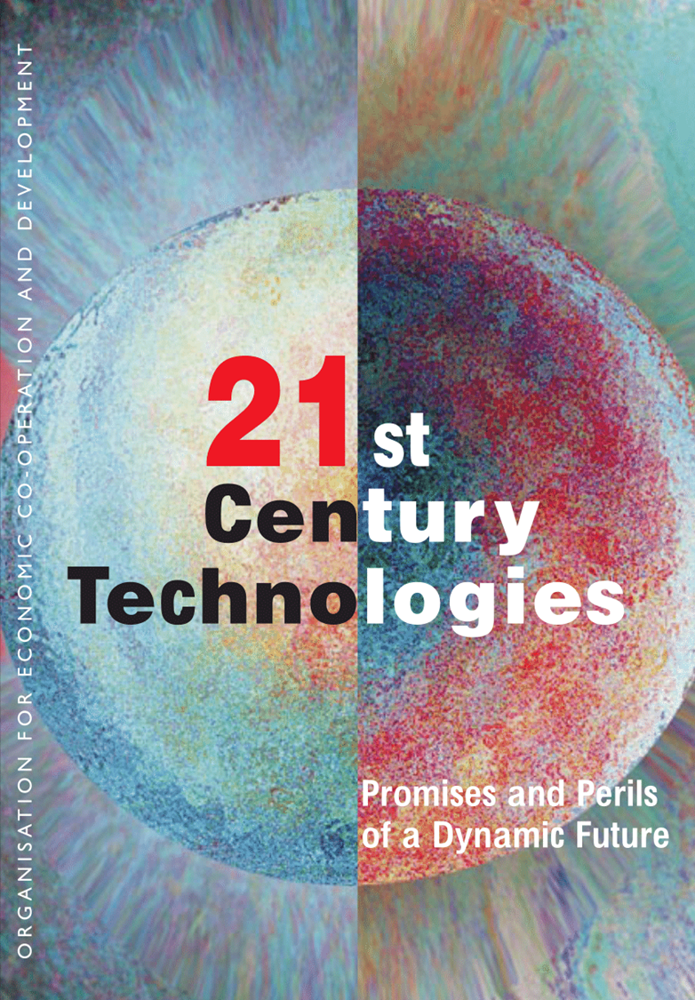 ORGANISATION FOR ECONOMIC CO-OPERATION AND DEVELOPMENT
21st
Century
Technologies
Promises and Perils
of a Dynamic Future